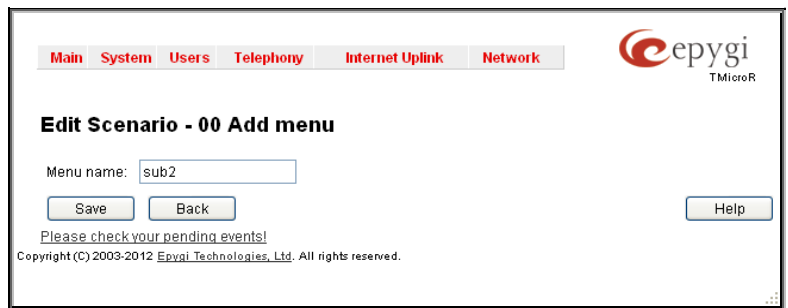 epygi
TMicroR
Main System Users Telephony Internet Uplink Network
Edit Scenario - 00 Add menu
Menu name: sub2
Save Back Help
Please check your pending events!
Copyright (C) 2003-2012 Epygi Technologies, Ltd. All rights reserved.